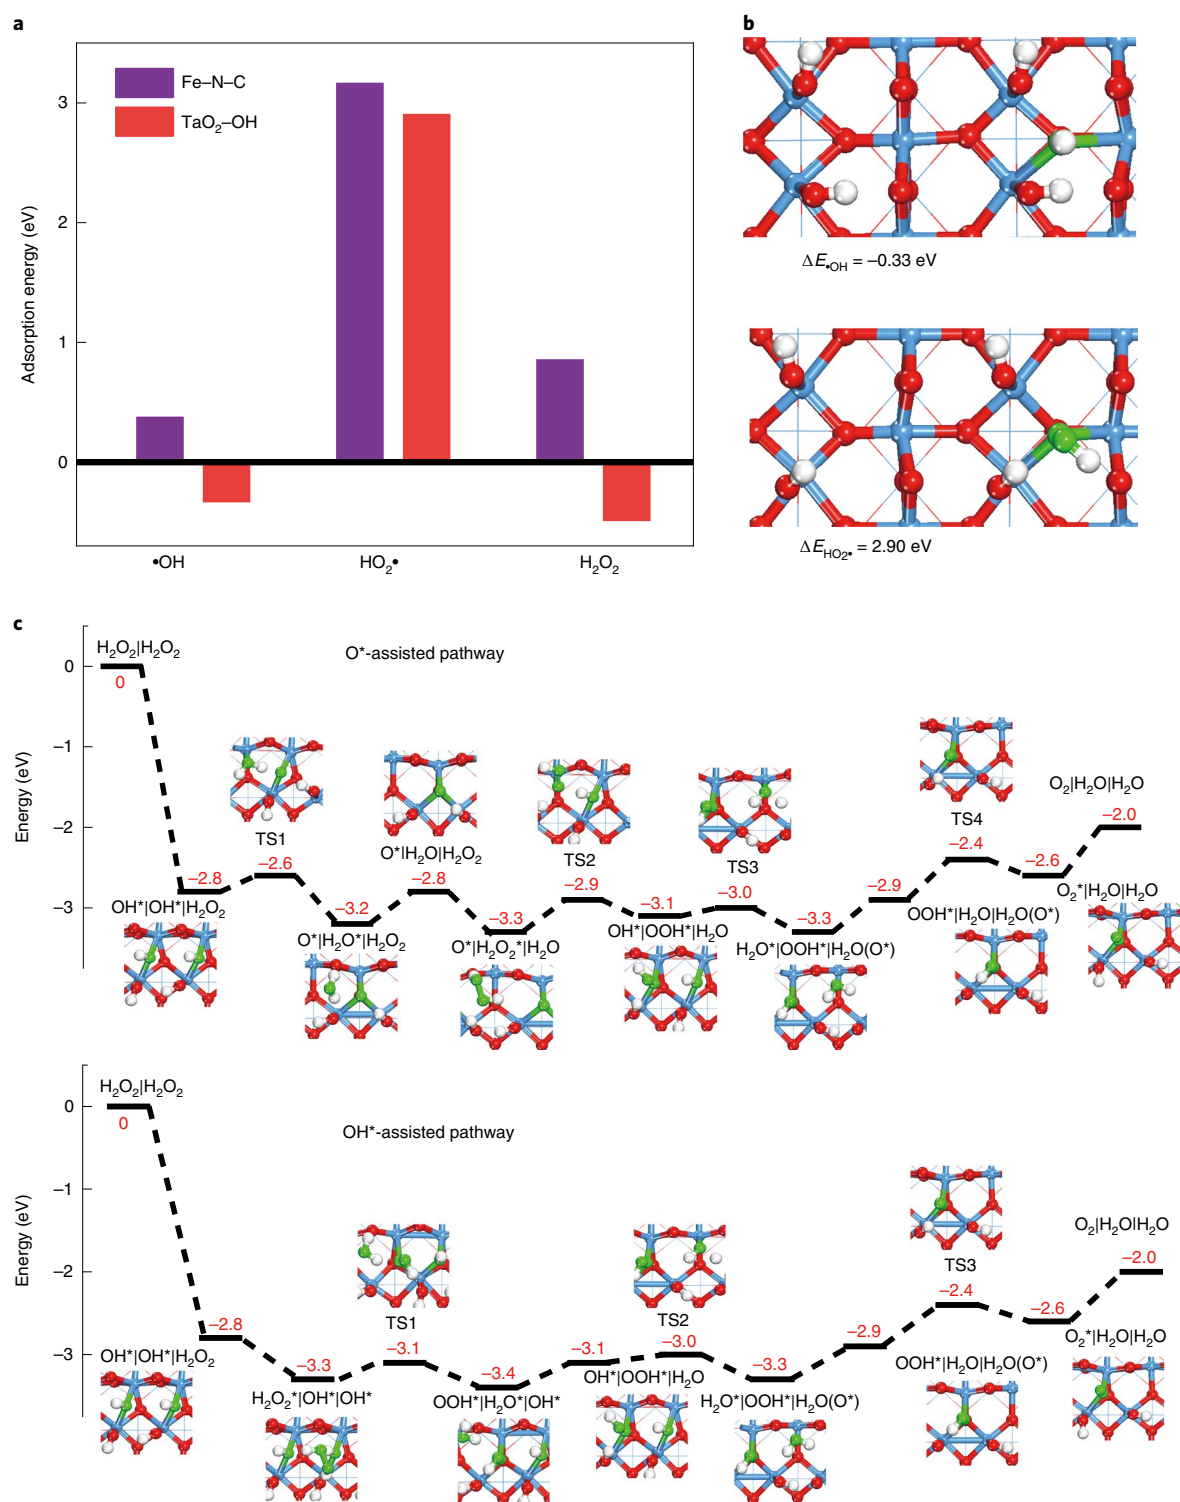 a
Fe–N–C
TaO₂–OH
Adsorption energy (eV)
3
2
1
0
•OH
HO₂•
H₂O₂
b
ΔE•OH = –0.33 eV
ΔEHO₂• = 2.90 eV
c
O*-assisted pathway
Energy (eV)
0
–1
–2
–3
H₂O₂|H₂O₂
0
–2.8
OH*|OH*|H₂O₂
TS1
–2.6
–3.2
O*|H₂O*|H₂O₂
O*|H₂O|H₂O₂
–2.8
–3.3
O*|H₂O₂*|H₂O
TS2
–2.9
–3.1
OH*|OOH*|H₂O
TS3
–3.0
–3.3
H₂O*|OOH*|H₂O(O*)
–2.9
OOH*|H₂O|H₂O(O*)
TS4
–2.4
–2.6
O₂*|H₂O|H₂O
O₂|H₂O|H₂O
–2.0
OH*-assisted pathway
Energy (eV)
0
–1
–2
–3
H₂O₂|H₂O₂
0
–2.8
OH*|OH*|H₂O₂
–3.3
H₂O₂*|OH*|OH*
TS1
–3.1
–3.4
OOH*|H₂O*|OH*
–3.1
OH*|OOH*|H₂O
TS2
–3.0
–3.3
H₂O*|OOH*|H₂O(O*)
–2.9
OOH*|H₂O|H₂O(O*)
TS3
–2.4
–2.6
O₂*|H₂O|H₂O
O₂|H₂O|H₂O
–2.0